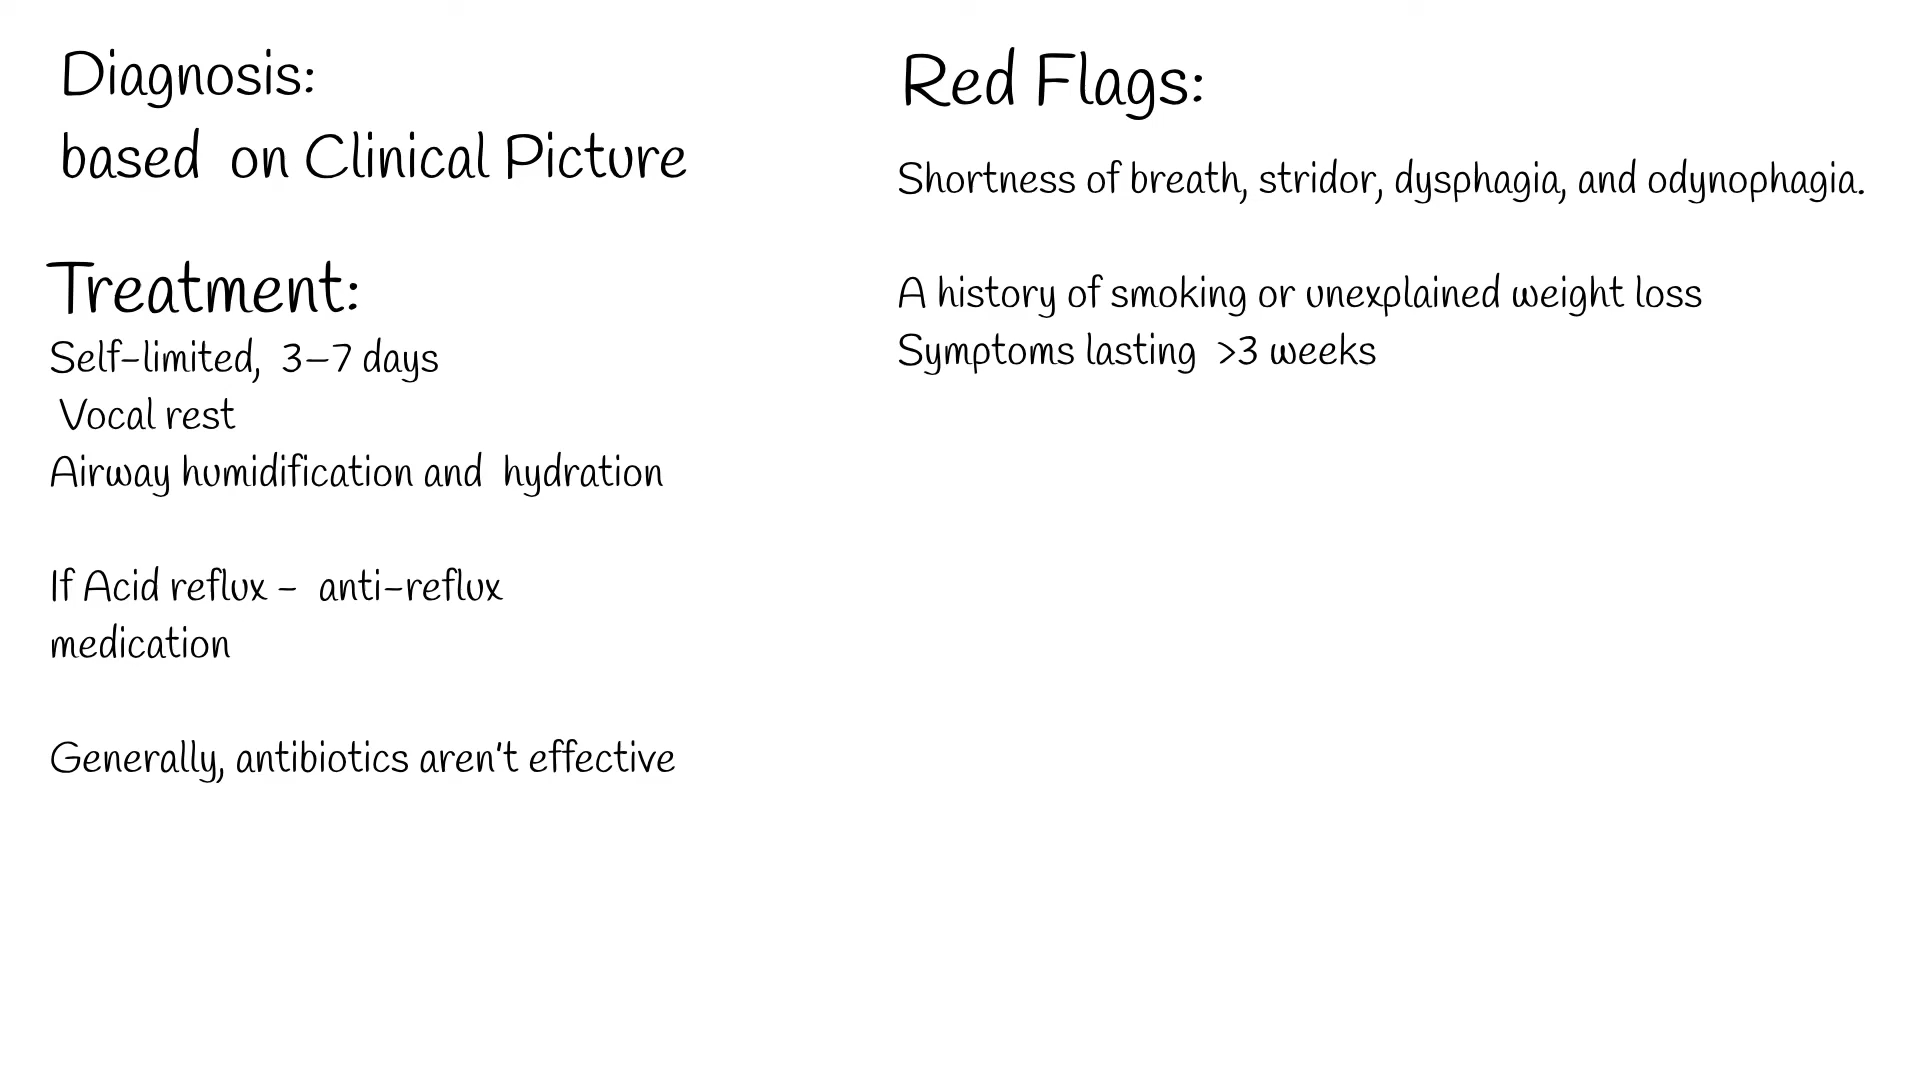 Diagnosis:
based on Clinical Picture
Treatment:
Self-limited, 3-7 days
Vocal rest
Airway humidification and hydration
If Acid reflux - anti-reflux
medication
Generally, antibiotics aren't effective
Red Flags:
Shortness of breath, stridor, dysphagia, and odynophagia.
A history of smoking or unexplained weight loss
Symptoms lasting >3 weeks